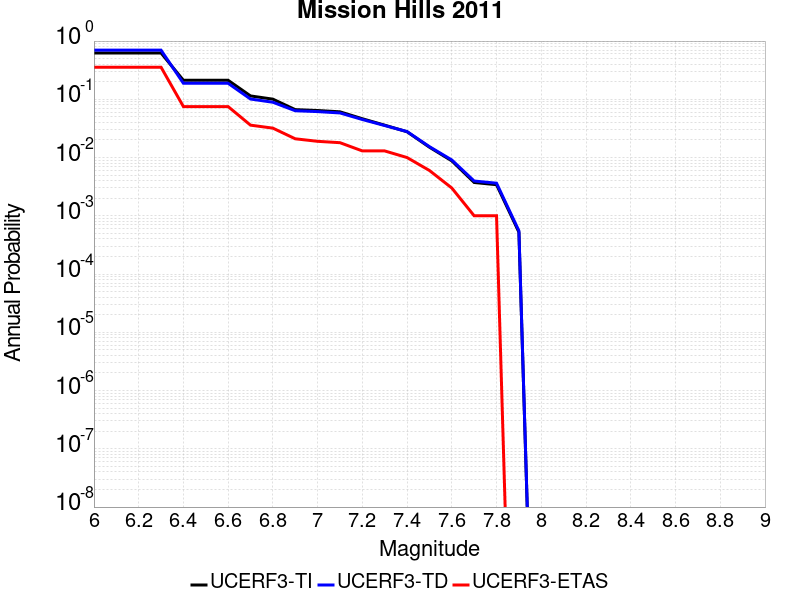 Mission Hills 2011
10^0
10^-1
10^-2
10^-3
10^-4
10^-5
10^-6
10^-7
10^-8
Annual Probability
6 6.2 6.4 6.6 6.8 7 7.2 7.4 7.6 7.8 8 8.2 8.4 8.6 8.8 9
Magnitude
UCERF3-TI UCERF3-TD UCERF3-ETAS